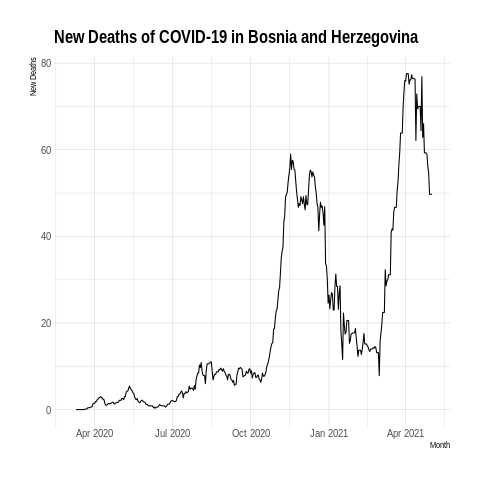 New Deaths of COVID-19 in Bosnia and Herzegovina
New Deaths
80
60
40
20
0
Apr 2020 Jul 2020 Oct 2020 Jan 2021 Apr 2021
Month